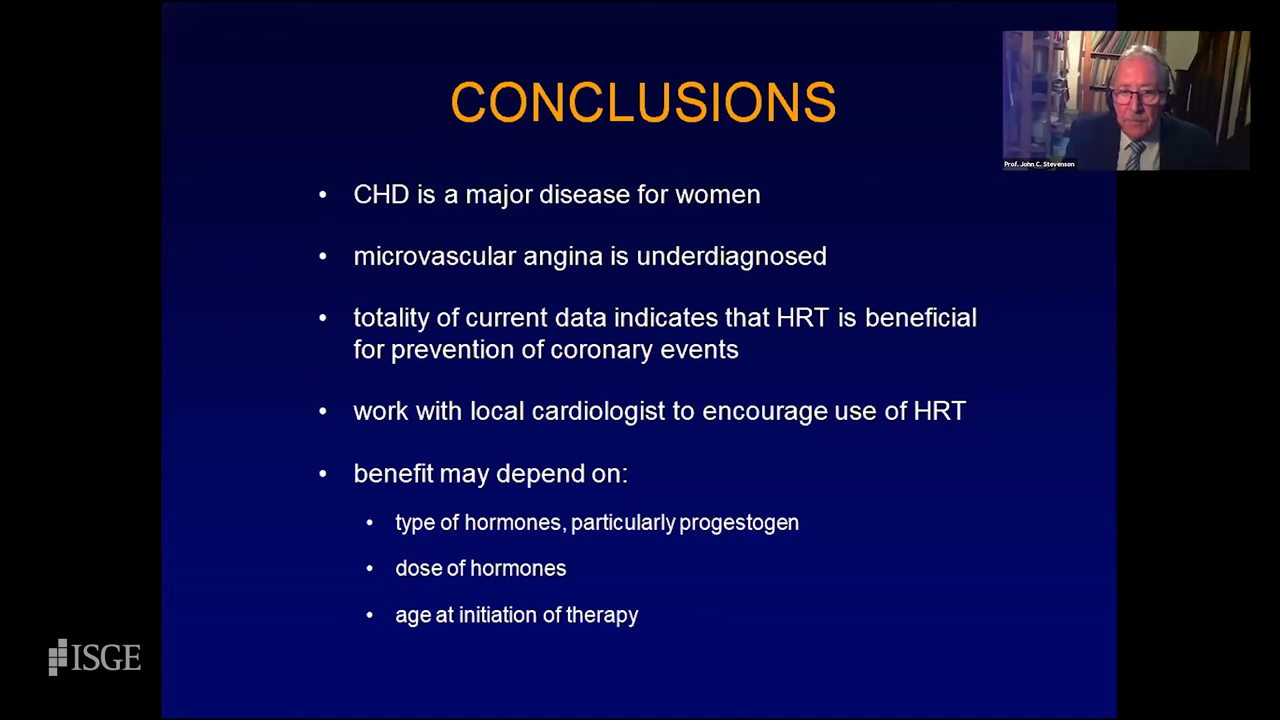 CONCLUSIONS
Prof. John C. Stevenson
• CHD is a major disease for women
• microvascular angina is underdiagnosed
• totality of current data indicates that HRT is beneficial
for prevention of coronary events
• work with local cardiologist to encourage use of HRT
• benefit may depend on:
• type of hormones, particularly progestogen
• dose of hormones
• age at initiation of therapy
ISGE